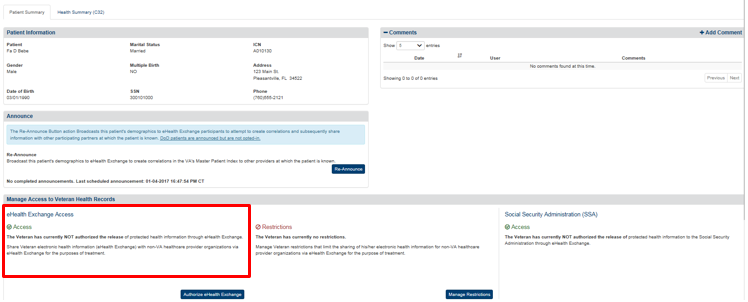 Patient Summary
Health Summary (C32)
Patient Information
Patient
Marital Status
ICN
Fa D Bebe
Married
A010130
Gender
Multiple Birth
Address
Male
NO
123 Main St
Pleasantville, FL 34522
Date of Birth
SSN
Phone
03/01/1960
300101000
(760)555-2121
Comments
Add Comment
Show 5 entries
Date
User
Comments
No comments found at this time.
Showing 0 to 0 of 0 entries
Previous
Next
Announce
The Re-Announce Button action Broadcasts this patient's demographics to eHealth Exchange participants to attempt to create correlations and subsequently share
information with other participating partners at which the patient is known. DoD patients are announced but are not opted-in.
Re-Announce
Broadcast this patient's demographics to eHealth Exchange to create correlations in the VA's Master Patient Index to other providers at which the patient is known.
Re-Announce
No completed announcements. Last scheduled announcement: 01-04-2017 16:47:54 PM CT
Manage Access to Veteran Health Records
eHealth Exchange Access
Access
The Veteran has currently NOT authorized the release of protected health information through eHealth Exchange.
Share Veteran electronic health information (eHealth Exchange) with non-VA healthcare provider organizations via
eHealth Exchange for the purposes of treatment.
Authorize eHealth Exchange
Restrictions
The Veteran has currently no restrictions.
Manage Veteran restrictions that limit the sharing of his/her electronic health information for non-VA healthcare
provider organizations via eHealth Exchange for the purpose of treatment.
Manage Restrictions
Social Security Administration (SSA)
Access
The Veteran has currently NOT authorized the release of protected health information to the Social Security
Administration through eHealth Exchange.